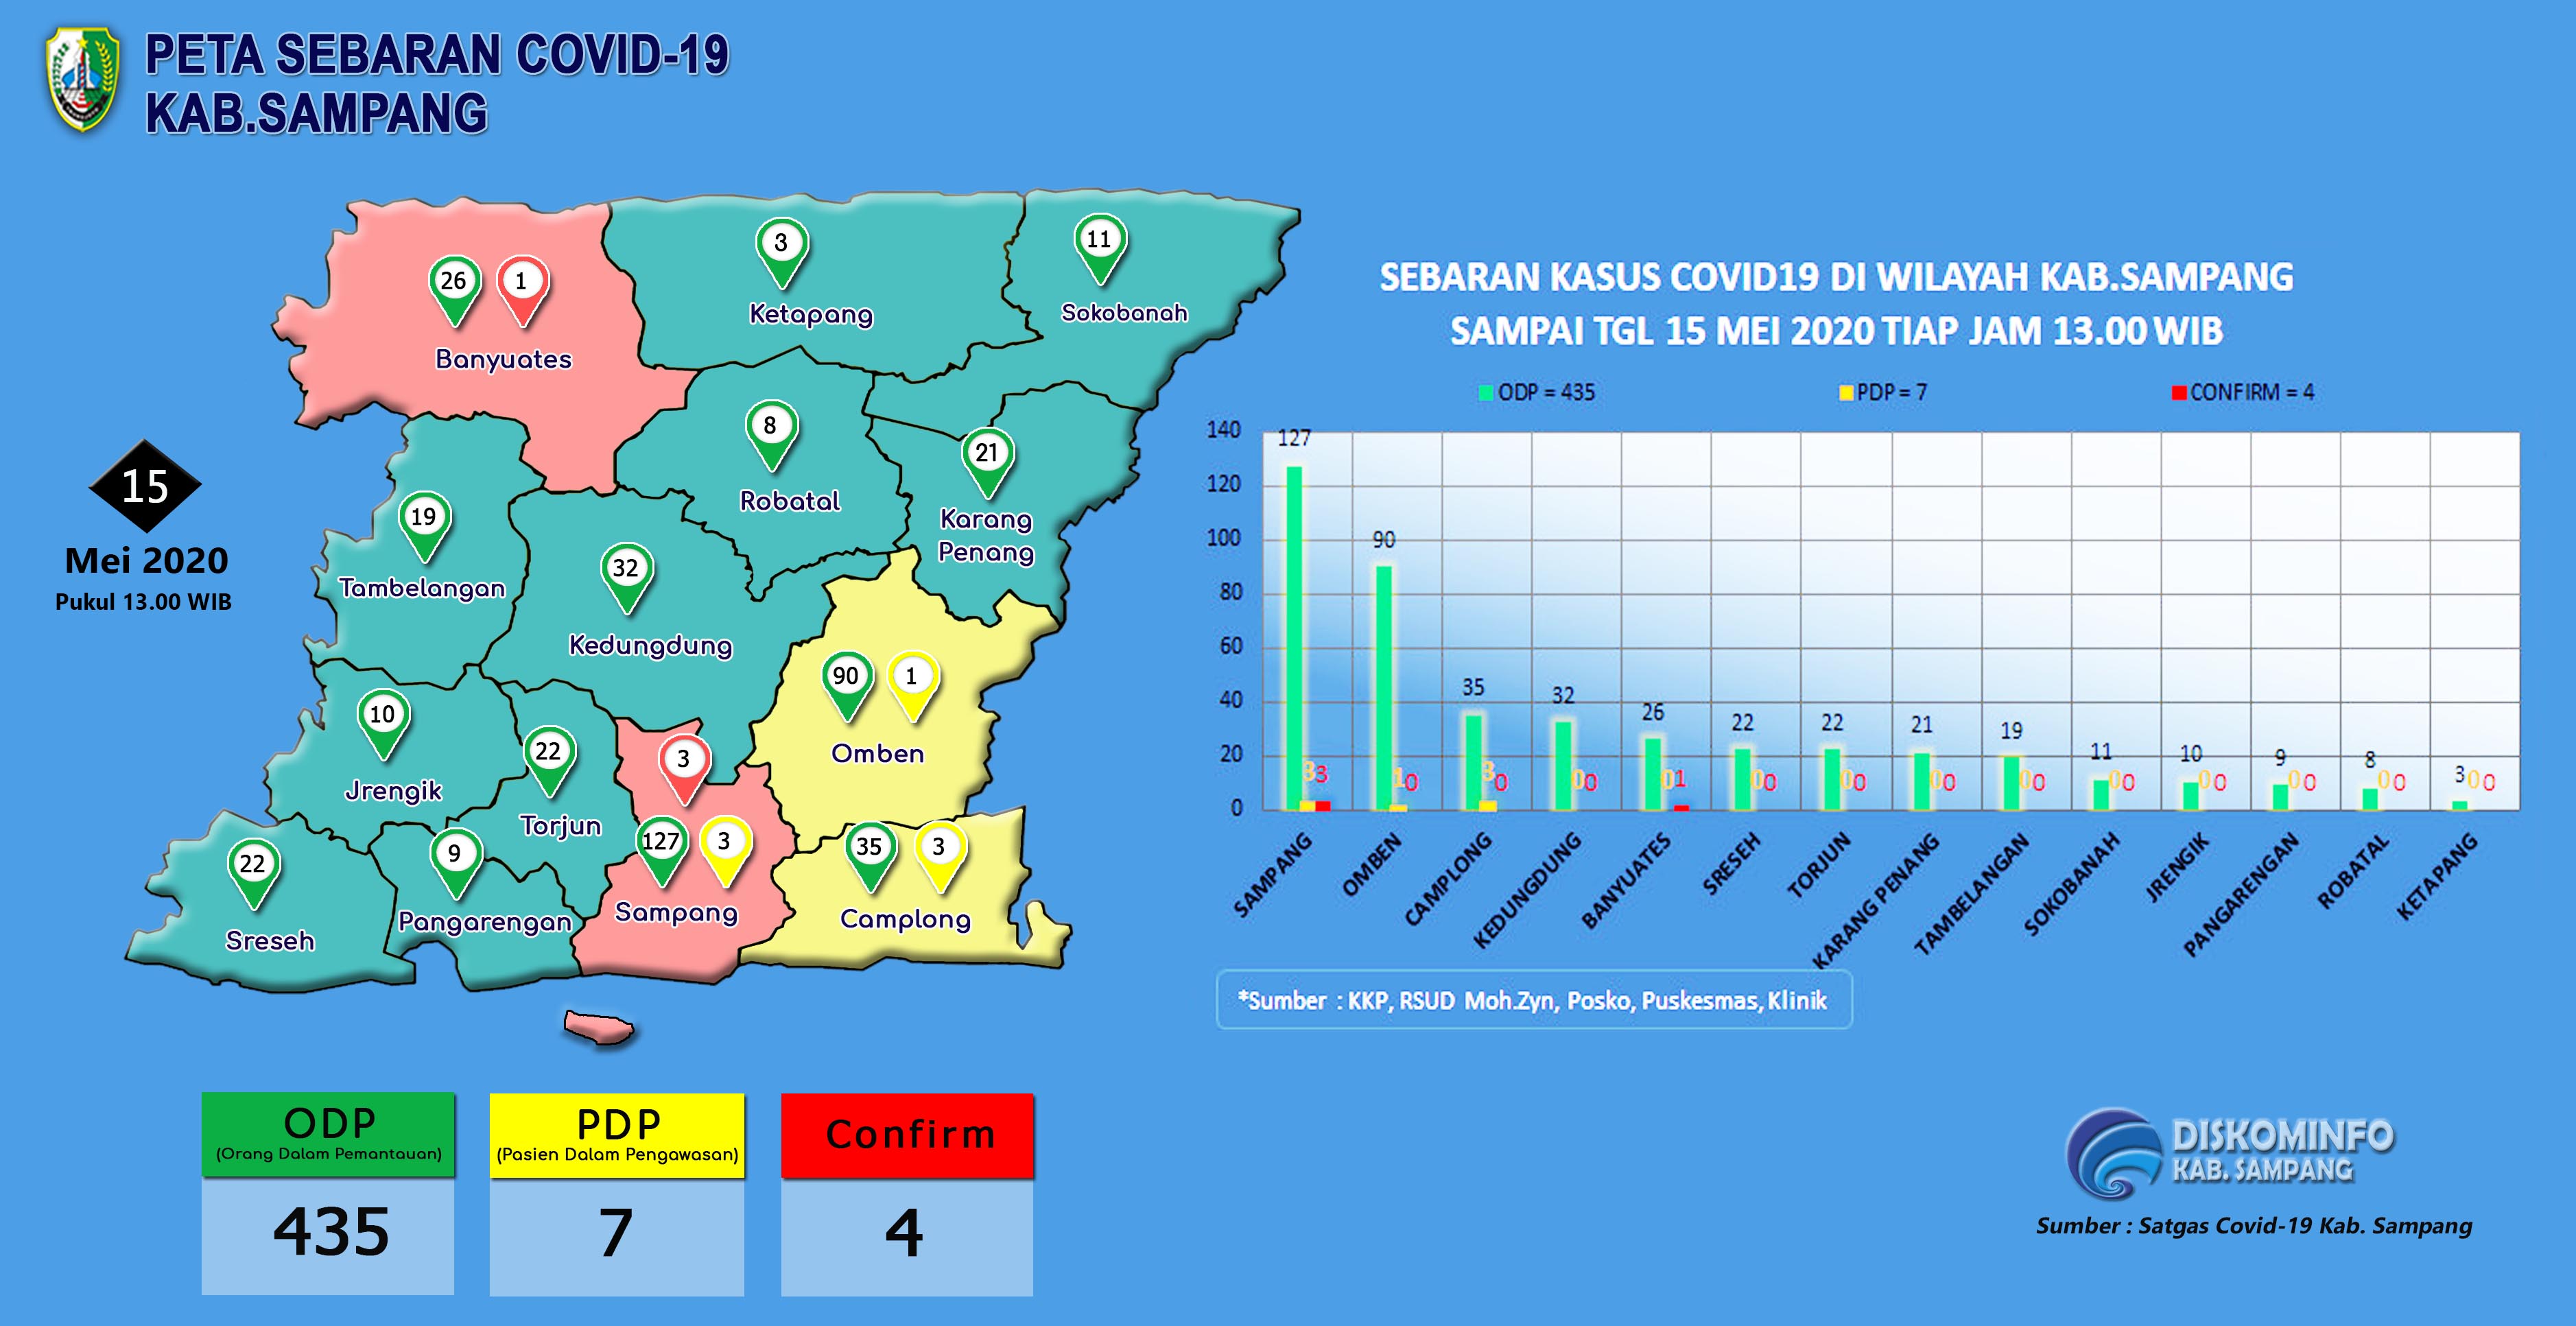 PETA SEBARAN COVID-19
KAB.SAMPANG
15
Mei 2020
Pukul 13.00 WIB
26
1
Banyuates
3
Ketapang
11
Sokobanah
8
Robatal
21
Karang
Penang
19
Tambelangan
32
Kedungdung
90
1
Omben
10
Jrengik
22
Torjun
3
127
3
Sampang
35
3
Camplong
22
Sreseh
9
Pangarengan
SEBARAN KASUS COVID19 DI WILAYAH KAB.SAMPANG
SAMPAI TGL 15 MEI 2020 TIAP JAM 13.00 WIB
ODP = 435
PDP = 7
CONFIRM = 4
140
120
100
80
60
40
20
0
127 3 3
90 1 0
35 3 0
32 0 0
26 0 1
22 0 0
22 0 0
21 0 0
19 0 0
11 0 0
10 0 0
9 0 0
8 0 0
3 0 0
SAMPANG
OMBEN
CAMPLONG
KEDUNGDUNG
BANYUATES
SRESEH
TORJUN
KARANG PENANG
TAMBELANGAN
SOKOBANAH
JRENGIK
PANGARENGAN
ROBATAL
KETAPANG
*Sumber : KKP, RSUD Moh.Zyn, Posko, Puskesmas, Klinik
ODP
(Orang Dalam Pemantauan)
435
PDP
(Pasien Dalam Pengawasan)
7
Confirm
4
DISKOMINFO
KAB. SAMPANG
Sumber : Satgas Covid-19 Kab. Sampang